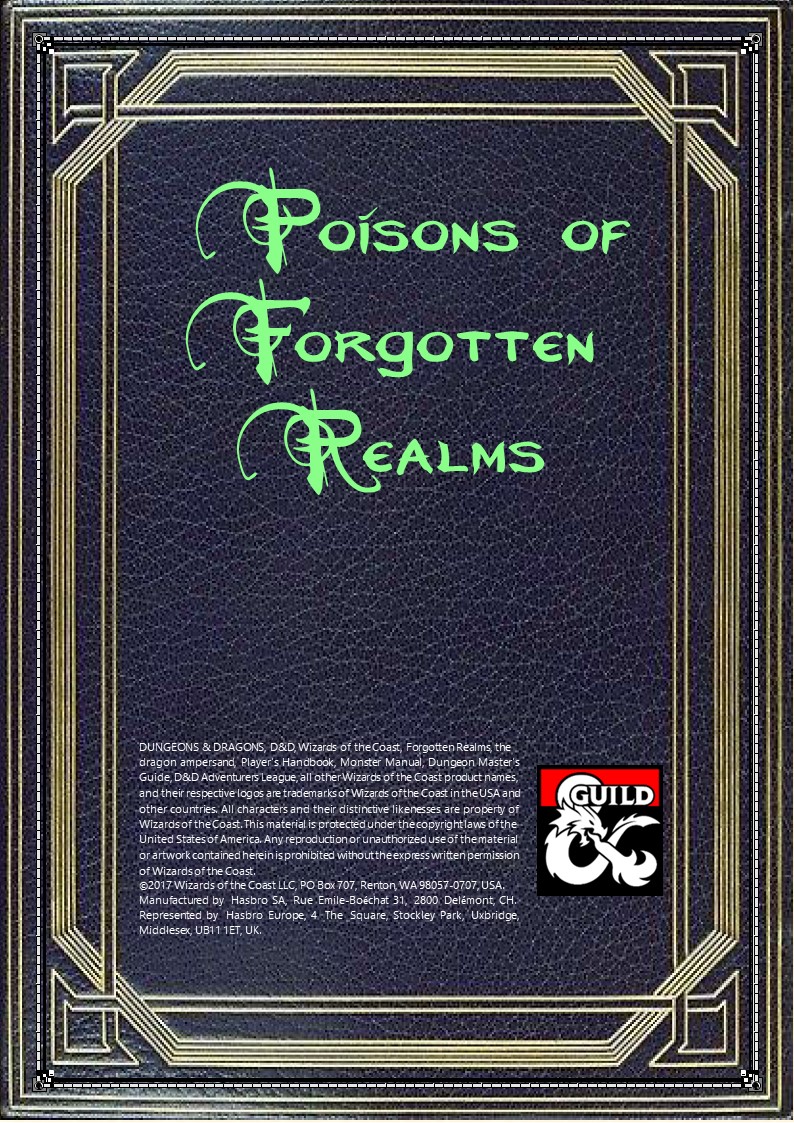 Poisons of
Forgotten
Realms
DUNGEONS & DRAGONS, D&D, Wizards of the Coast, Forgotten Realms, the
dragon ampersand, Player's Handbook, Monster Manual, Dungeon Master's
Guide, D&D Adventurers League, all other Wizards of the Coast product names,
and their respective logos are trademarks of Wizards of the Coast in the USA and
other countries. All characters and their distinctive likenesses are property of
Wizards of the Coast. This material is protected under the copyright laws of the
United States of America. Any reproduction or unauthorized use of the material
or artwork contained herein is prohibited without the express written permission
of Wizards of the Coast.
©2017 Wizards of the Coast LLC, PO Box 707, Renton, WA 98057-0707, USA.
Manufactured by Hasbro SA, Rue Emile-Boéchat 31, 2800 Delémont, CH.
Represented by Hasbro Europe, 4 The Square, Stockley Park, Uxbridge,
Middlesex, UB11 1ET, UK.
GUILD